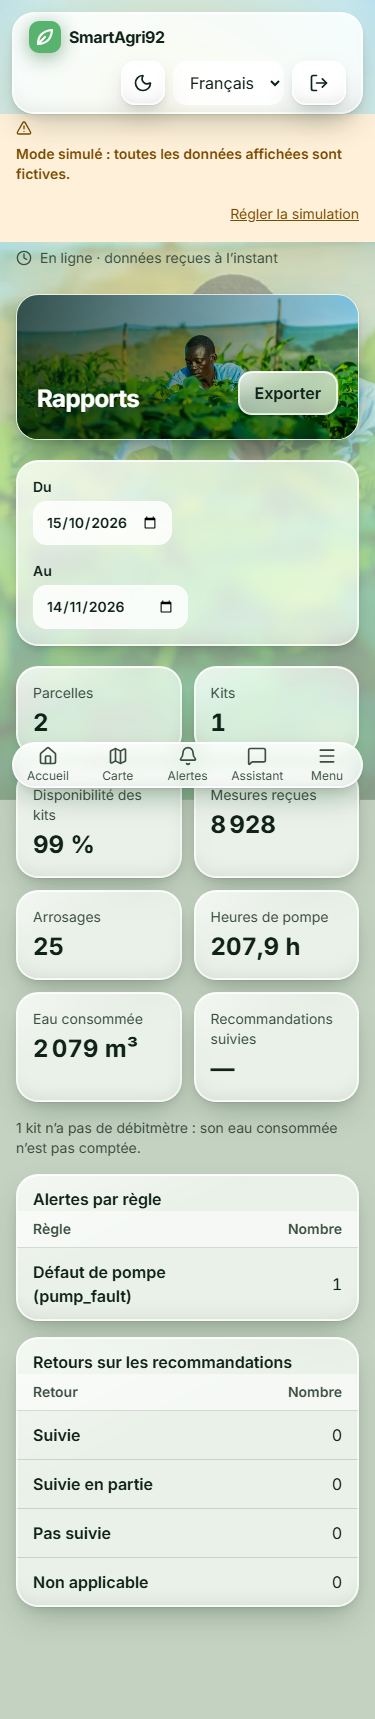 SmartAgri92
Français
Mode simulé : toutes les données affichées sont
fictives.
Régler la simulation
En ligne · données reçues à l’instant
Rapports
Exporter
Du
15/10/2026
Au
14/11/2026
Parcelles
Kits
2
1
Accueil
Carte
Alertes
Assistant
Menu
Disponibilité des
kits
Mesures reçues
99 %
8 928
Arrosages
Heures de pompe
25
207,9 h
Eau consommée
Recommandations
suivies
2 079 m³
—
1 kit n’a pas de débitmètre : son eau consommée
n’est pas comptée.
Alertes par règle
Règle
Nombre
Défaut de pompe
(pump_fault)
1
Retours sur les recommandations
Retour
Nombre
Suivie
0
Suivie en partie
0
Pas suivie
0
Non applicable
0